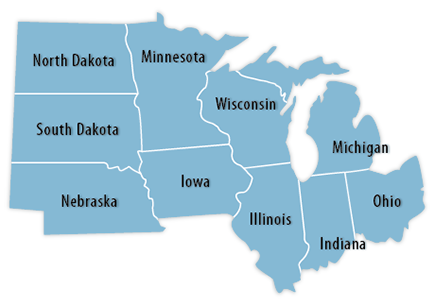 North Dakota
Minnesota
Wisconsin
South Dakota
Michigan
Iowa
Nebraska
Illinois
Ohio
Indiana